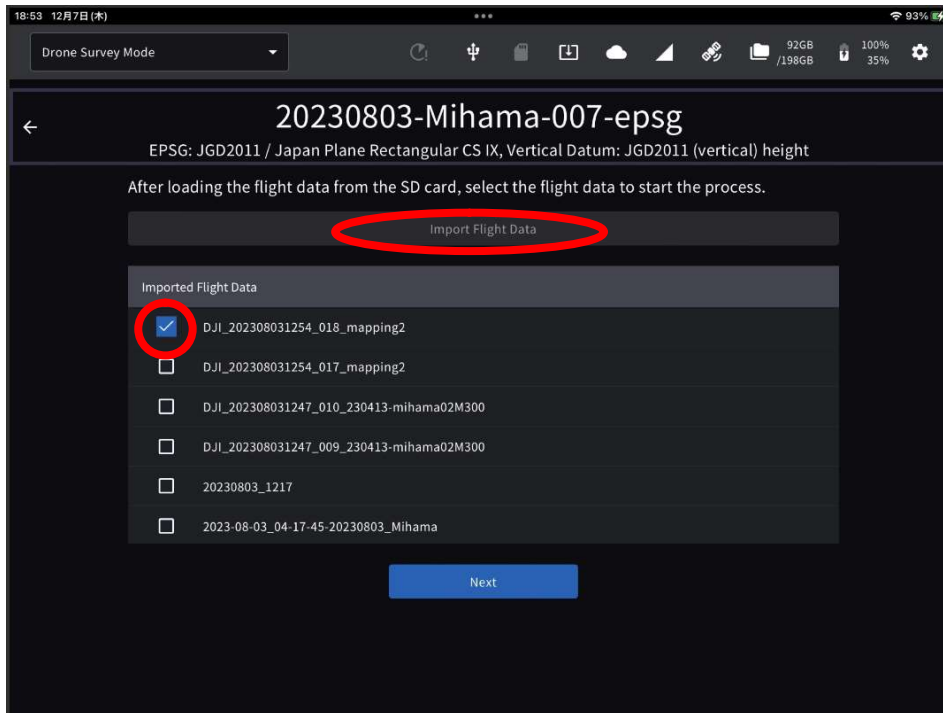 18:53 12月7日(木)
93%
Drone Survey Mode
92GB
/198GB
100%
35%
20230803-Mihama-007-epsg
EPSG: JGD2011 / Japan Plane Rectangular CS IX, Vertical Datum: JGD2011 (vertical) height
After loading the flight data from the SD card, select the flight data to start the process.
Import Flight Data
Imported Flight Data
DJI_202308031254_018_mapping2
DJI_202308031254_017_mapping2
DJI_202308031247_010_230413-mihama02M300
DJI_202308031247_009_230413-mihama02M300
20230803_1217
2023-08-03_04-17-45-20230803_Mihama
Next